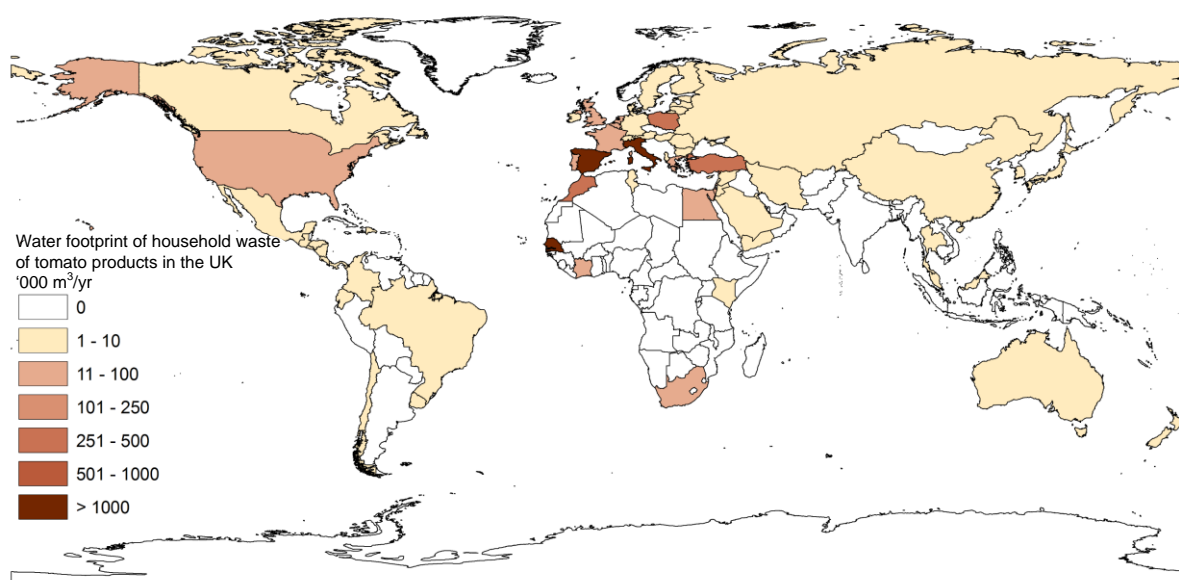 Water footprint of household waste
of tomato products in the UK
‘000 m³/yr
0
1 - 10
11 - 100
101 - 250
251 - 500
501 - 1000
> 1000